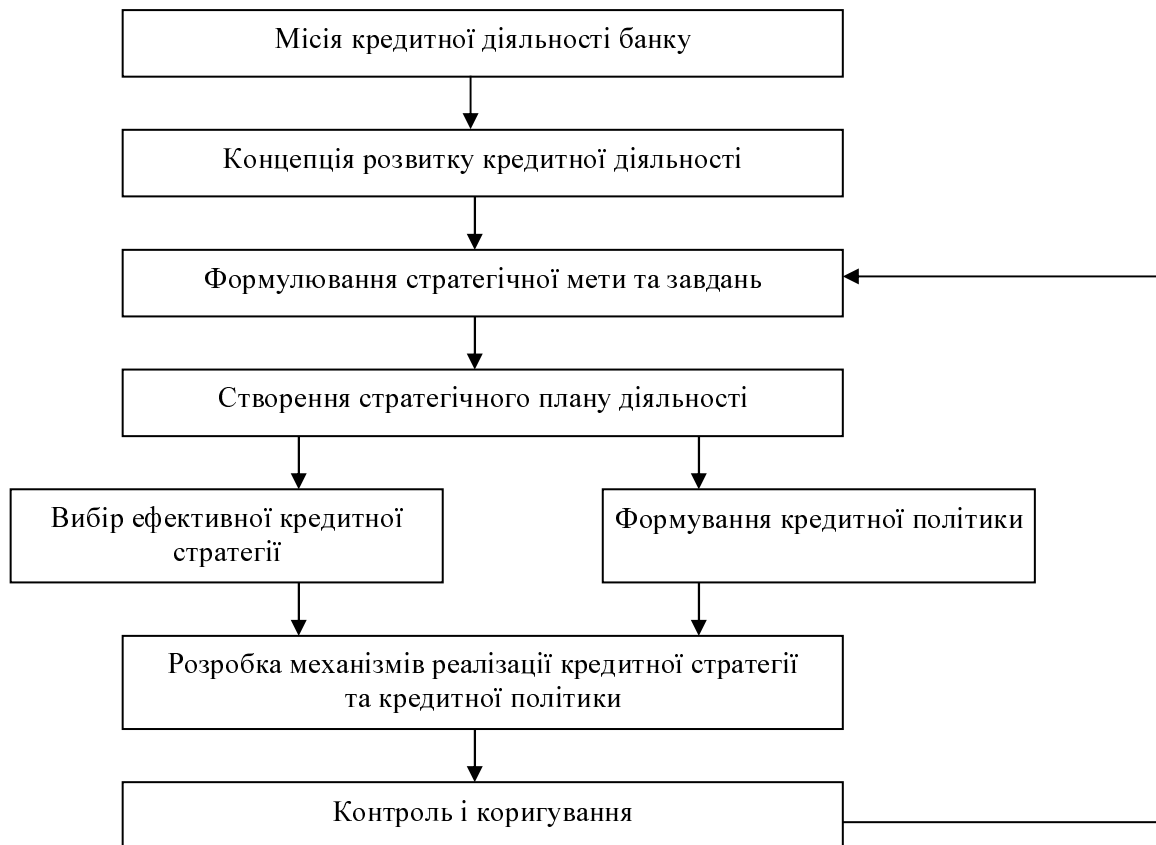 Місія кредитної діяльності банку
Концепція розвитку кредитної діяльності
Формулювання стратегічної мети та завдань
Створення стратегічного плану діяльності
Вибір ефективної кредитної
стратегії
Формування кредитної політики
Розробка механізмів реалізації кредитної стратегії
та кредитної політики
Контроль і коригування